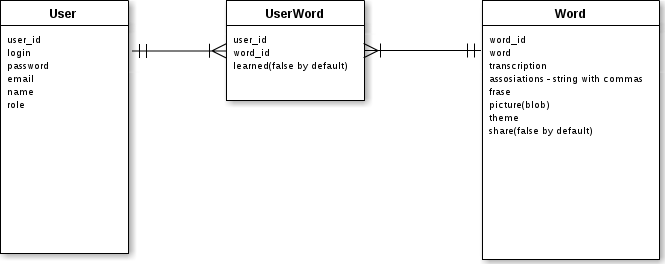 User
user_id
login
password
email
name
role
UserWord
user_id
word_id
learned(false by default)
Word
word_id
word
transcription
assosiations - string with commas
frase
picture(blob)
theme
share(false by default)